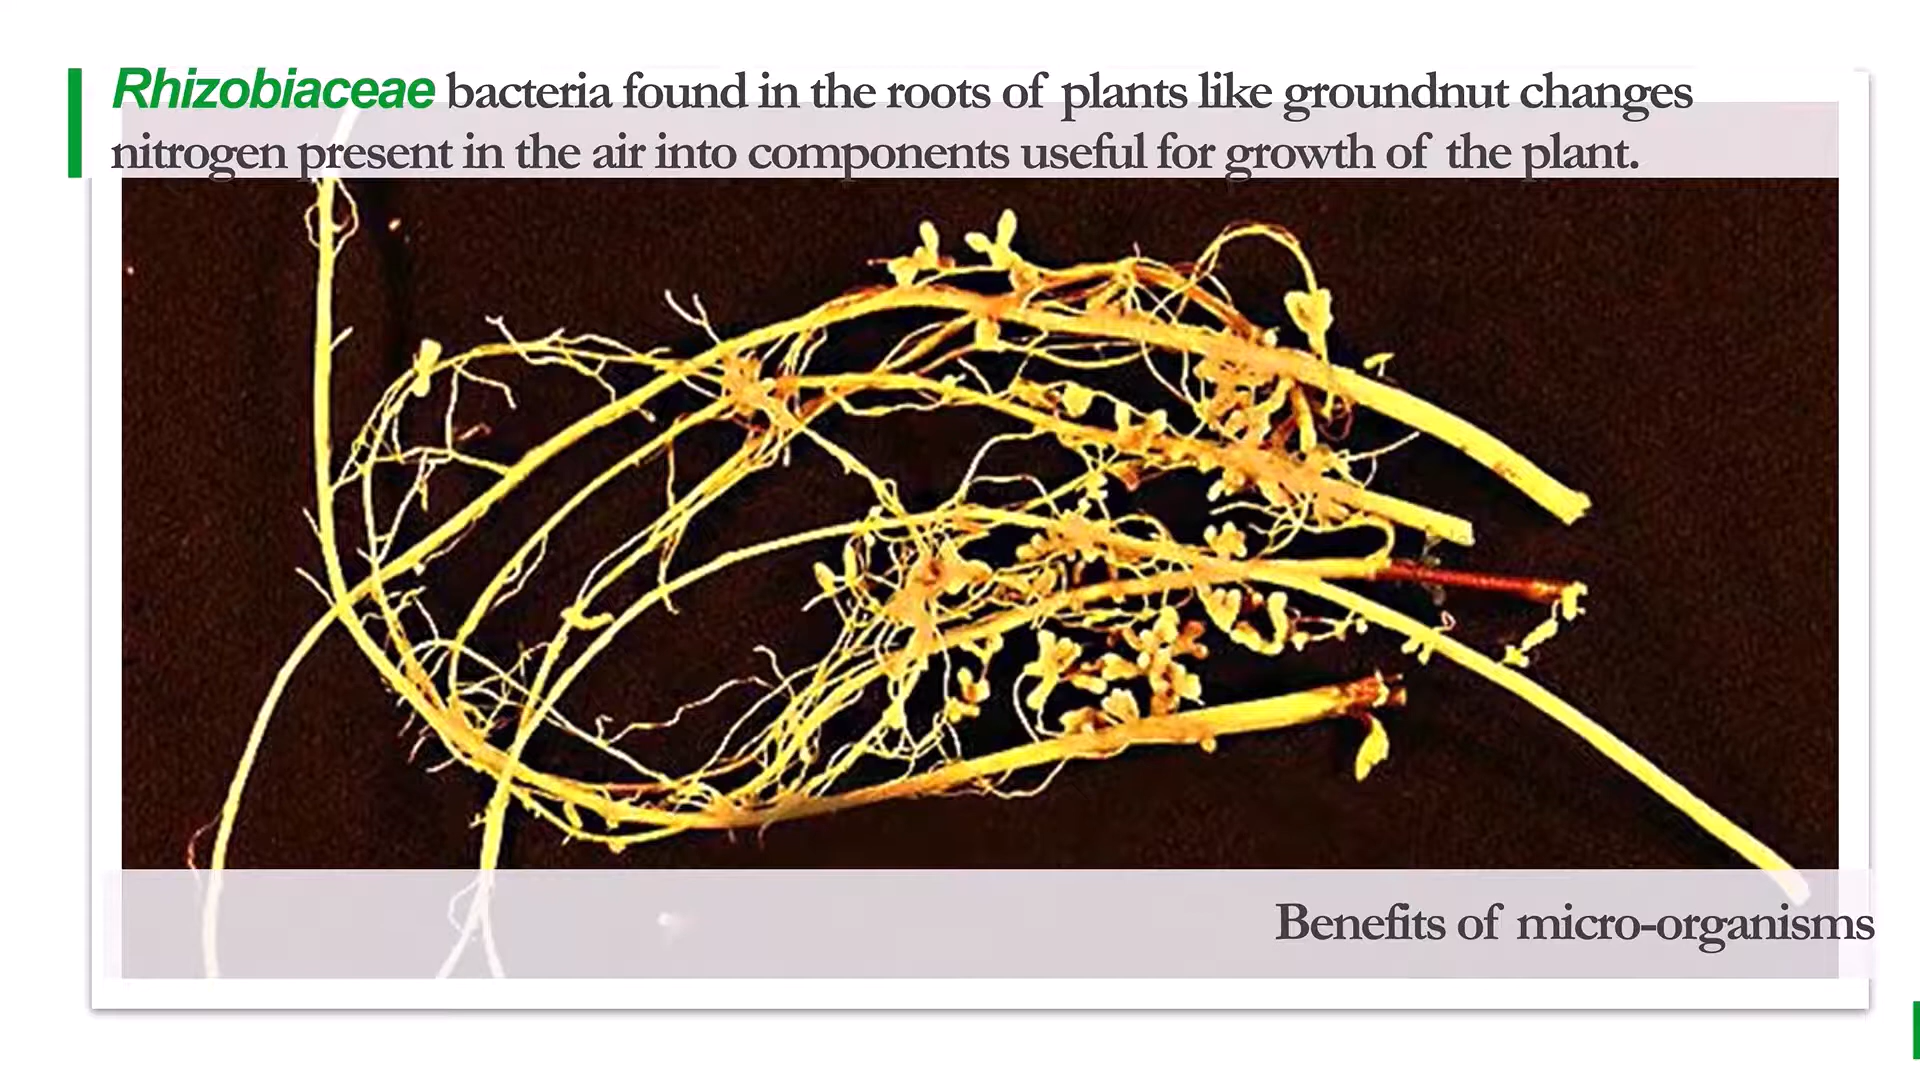 Rhizobiaceae bacteria found in the roots of plants like groundnut changes
nitrogen present in the air into components useful for growth of the plant.
Benefits of micro-organisms